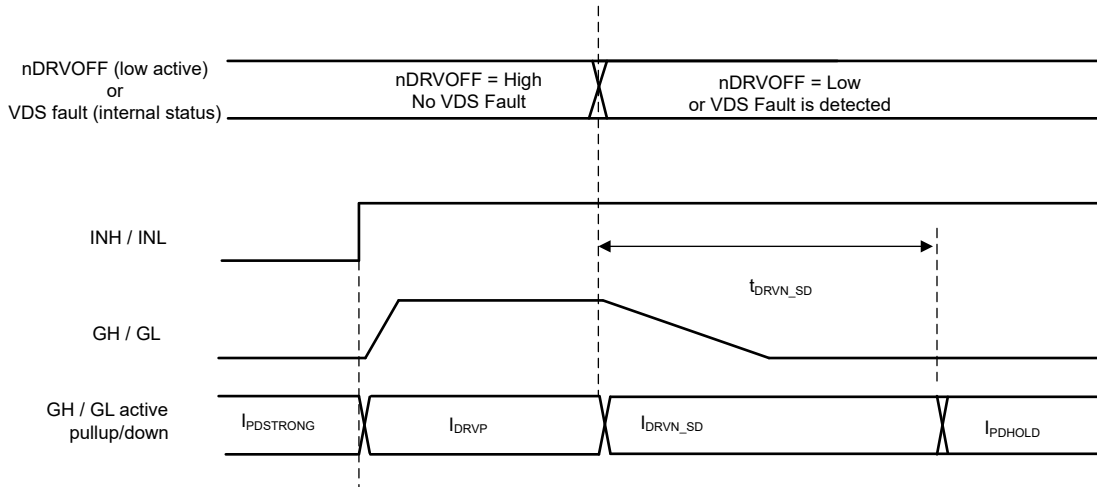 nDRVOFF (low active)
or
VDS fault (internal status)
nDRVOFF = High
No VDS Fault
nDRVOFF = Low
or VDS Fault is detected
INH / INL
tDRVN_SD
GH / GL
GH / GL active
pullup/down
IPDSTRONG
IDRVP
IDRVN_SD
IPDHOLD